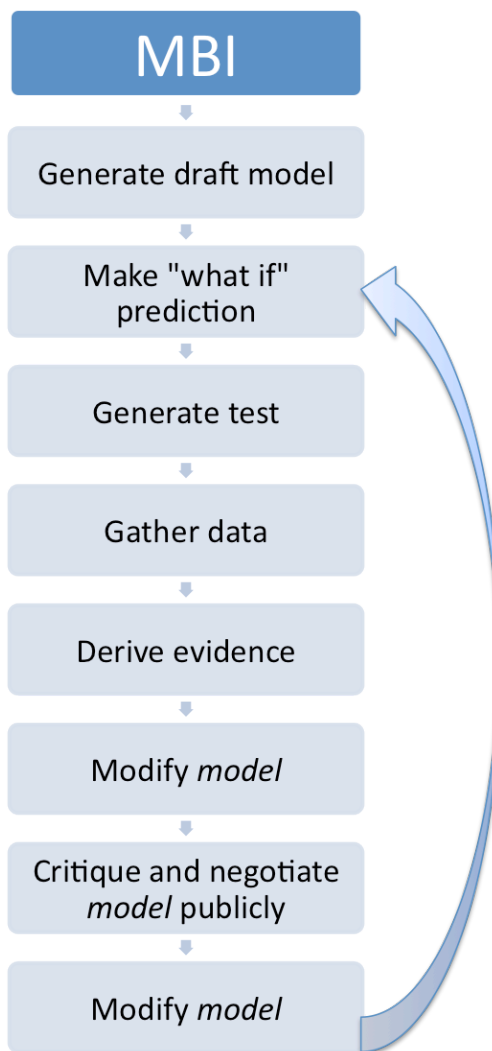 MBI
Generate draft model
Make "what if"
prediction
Generate test
Gather data
Derive evidence
Modify model
Critique and negotiate
model publicly
Modify model